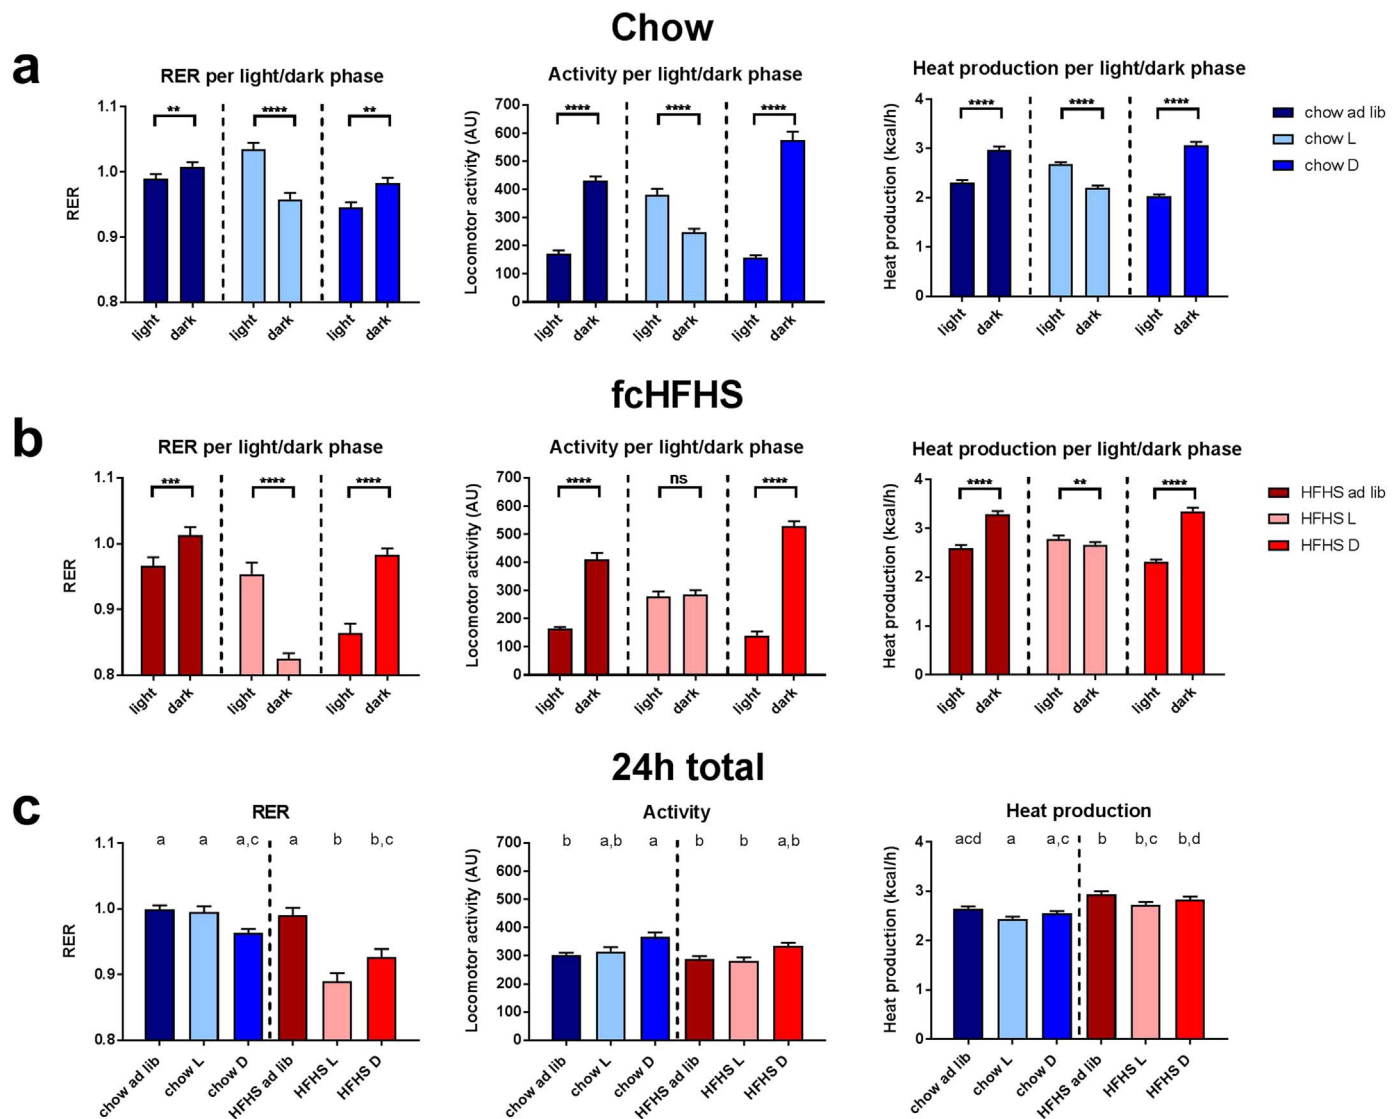 Chow
a
RER per light/dark phase
Activity per light/dark phase
Heat production per light/dark phase
RER
1.1
1.0
0.9
0.8
** **** **
light dark light dark light dark
Locomotor activity (AU)
700
600
500
400
300
200
100
0
**** **** ****
light dark light dark light dark
Heat production (kcal/h)
4
3
2
1
0
**** **** ****
light dark light dark light dark
chow ad lib
chow L
chow D
fcHFHS
b
RER per light/dark phase
Activity per light/dark phase
Heat production per light/dark phase
RER
1.1
1.0
0.9
0.8
*** **** ****
light dark light dark light dark
Locomotor activity (AU)
700
600
500
400
300
200
100
0
**** ns ****
light dark light dark light dark
Heat production (kcal/h)
4
3
2
1
0
**** ** ****
light dark light dark light dark
HFHS ad lib
HFHS L
HFHS D
24h total
c
RER
Activity
Heat production
RER
1.1
1.0
0.9
0.8
a a a,c a b b,c
chow ad lib chow L chow D HFHS ad lib HFHS L HFHS D
Locomotor activity (AU)
700
600
500
400
300
200
100
0
b a,b a b b a,b
chow ad lib chow L chow D HFHS ad lib HFHS L HFHS D
Heat production (kcal/h)
4
3
2
1
0
acd a a,c b b,c b,d
chow ad lib chow L chow D HFHS ad lib HFHS L HFHS D